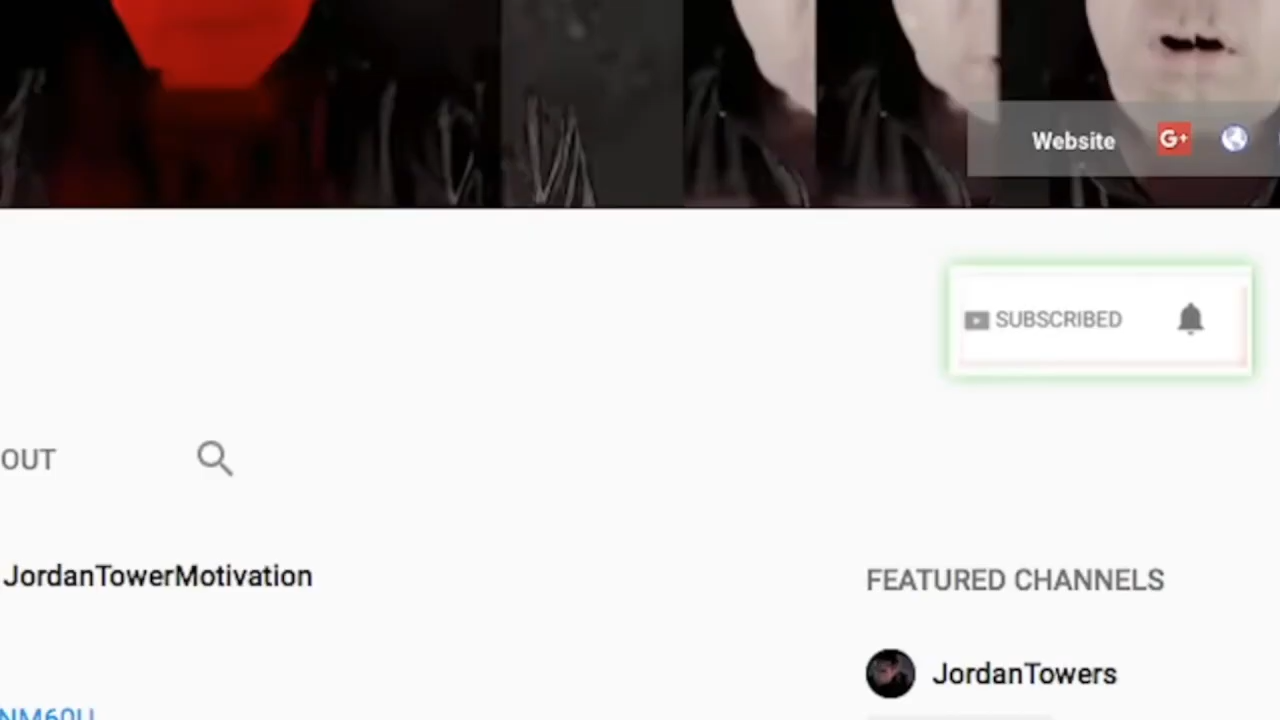 Website G+
SUBSCRIBED
OUT
JordanTowerMotivation
FEATURED CHANNELS
JordanTowers